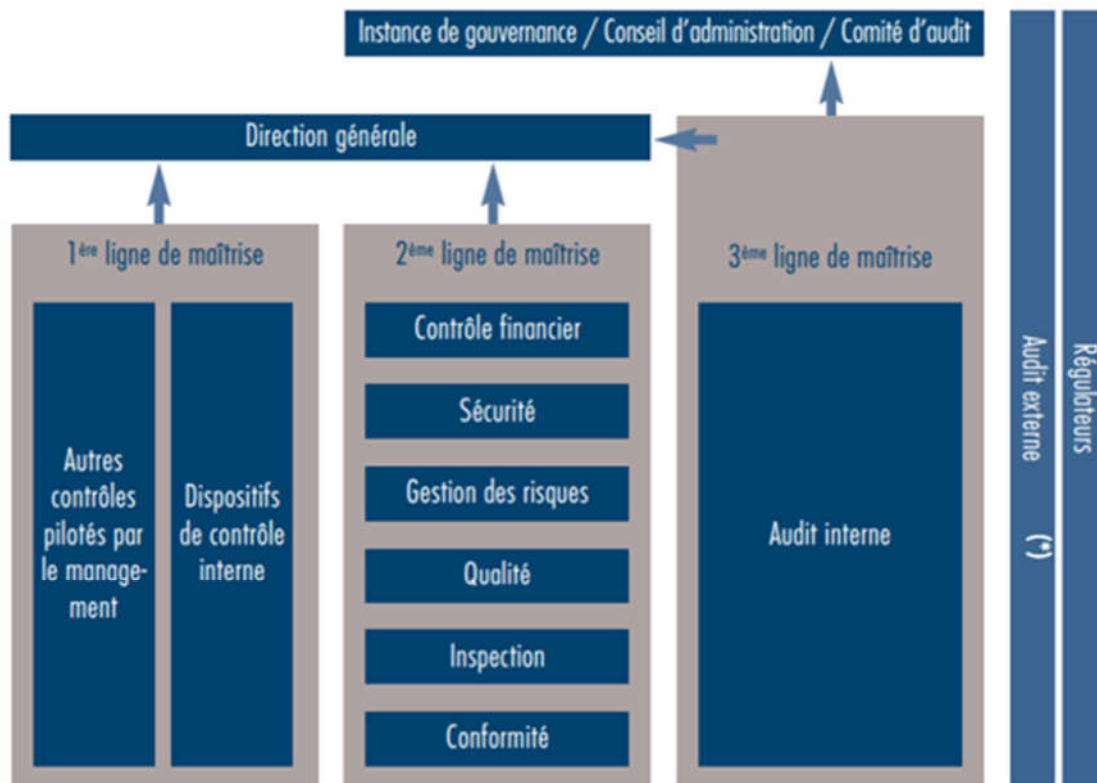 Instance de gouvernance / Conseil d'administration / Comité d'audit
Direction générale
1ère ligne de maîtrise
Autres
contrôles
pilotés par
le manage-
ment
Dispositifs
de contrôle
interne
2ème ligne de maîtrise
Contrôle financier
Sécurité
Gestion des risques
Qualité
Inspection
Conformité
3ème ligne de maîtrise
Audit interne
Audit externe (*)
Régulateurs